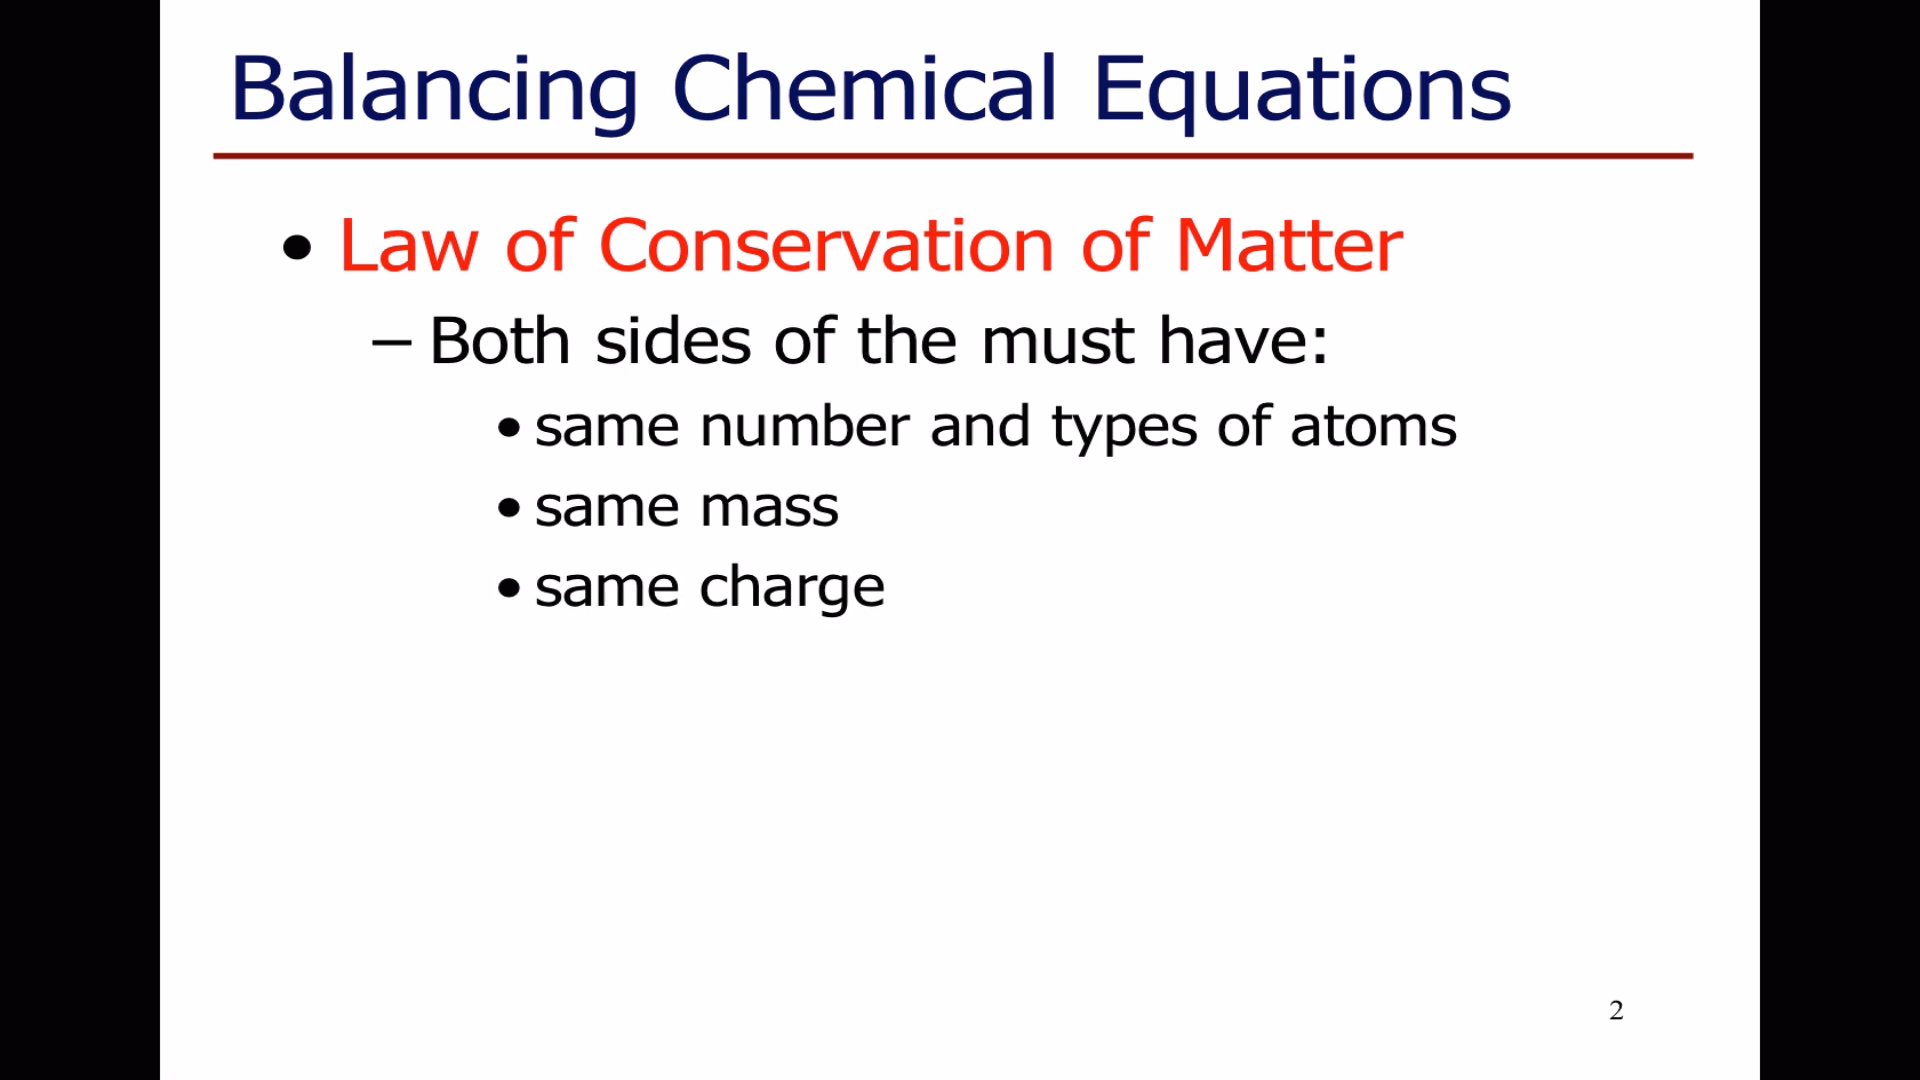 Balancing Chemical Equations
• Law of Conservation of Matter
– Both sides of the must have:
• same number and types of atoms
• same mass
• same charge
2